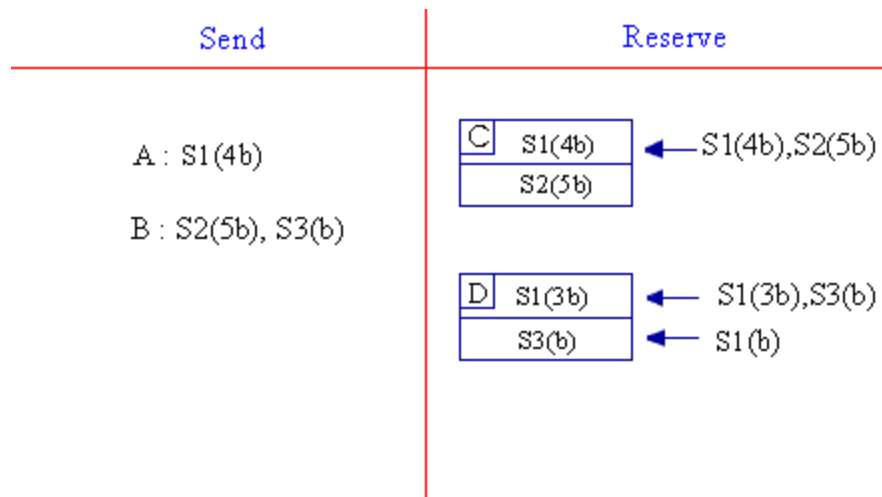 Send
Reserve
A : S1(4b)
B : S2(5b), S3(b)
C S1(4b)
S2(5b)
S1(4b),S2(5b)
D S1(3b)
S3(b)
S1(3b),S3(b)
S1(b)